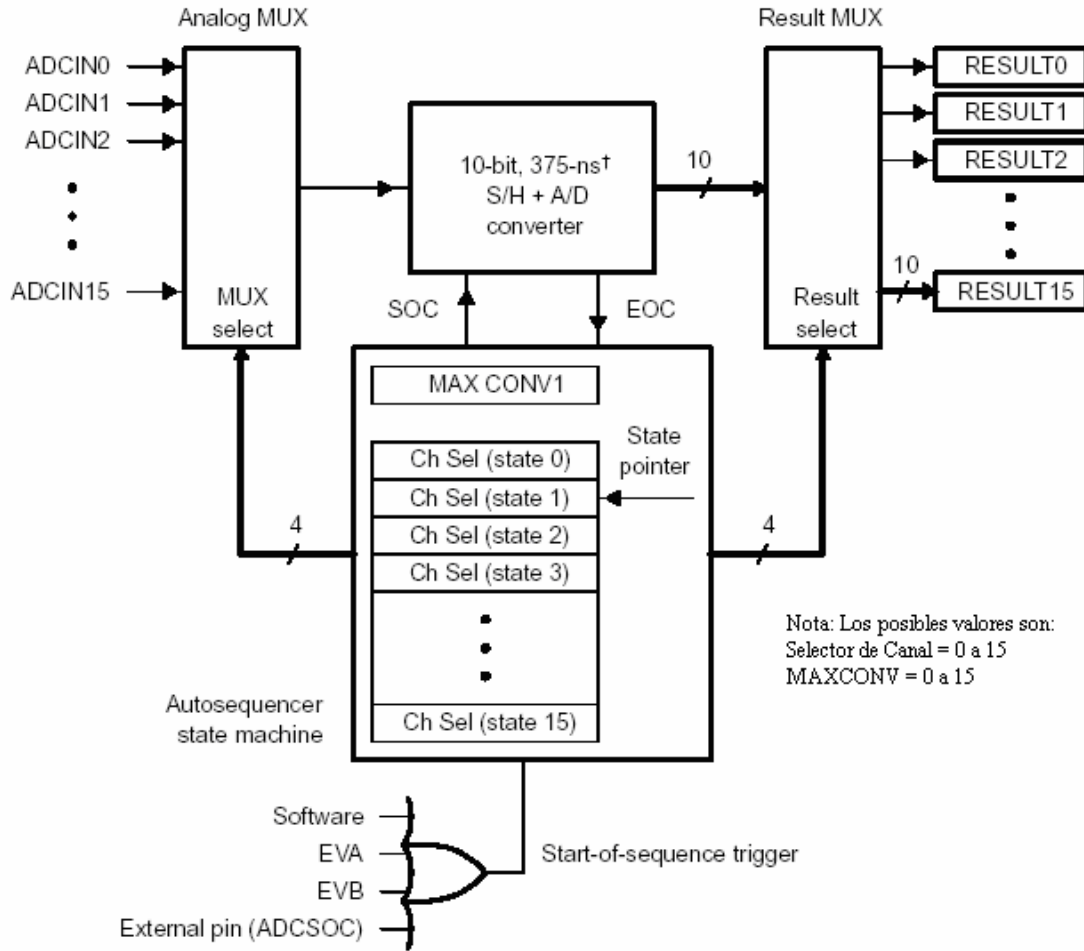 Analog MUX
Result MUX
ADCIN0
ADCIN1
ADCIN2
ADCIN15
MUX
select
10-bit, 375-ns†
S/H + A/D
converter
10
SOC
EOC
Result
select
RESULT0
RESULT1
RESULT2
10
RESULT15
MAX CONV1
State
pointer
Ch Sel (state 0)
Ch Sel (state 1)
Ch Sel (state 2)
Ch Sel (state 3)
Ch Sel (state 15)
4
4
Nota: Los posibles valores son:
Selector de Canal = 0 a 15
MAXCONV = 0 a 15
Autosequencer
state machine
Software
EVA
EVB
External pin (ADCSOC)
Start-of-sequence trigger